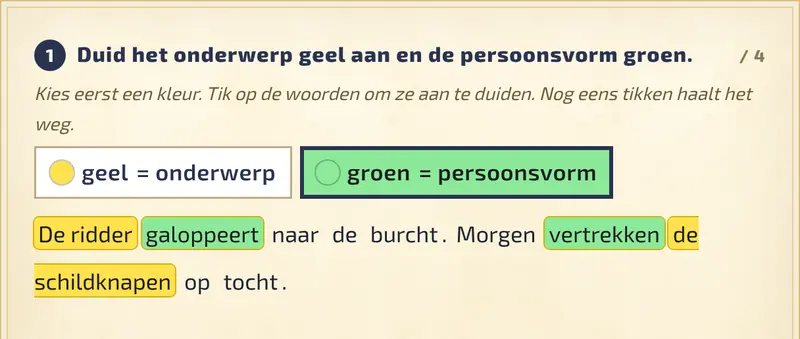 1 Duid het onderwerp geel aan en de persoonsvorm groen. / 4
Kies eerst een kleur. Tik op de woorden om ze aan te duiden. Nog eens tikken haalt het
weg.
geel = onderwerp groen = persoonsvorm
De ridder galoppeert naar de burcht. Morgen vertrekken de
schildknapen op tocht.